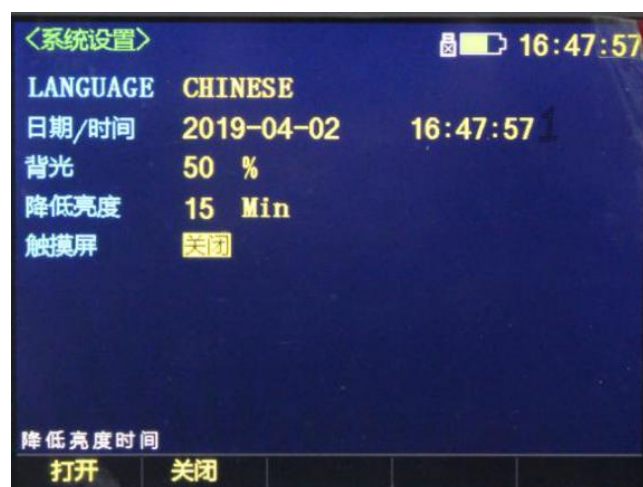 <系统设置> 16:47:57
LANGUAGE CHINESE
日期/时间 2019-04-02 16:47:57
背光 50 %
降低亮度 15 Min
触摸屏 关闭
降低亮度时间
打开 关闭